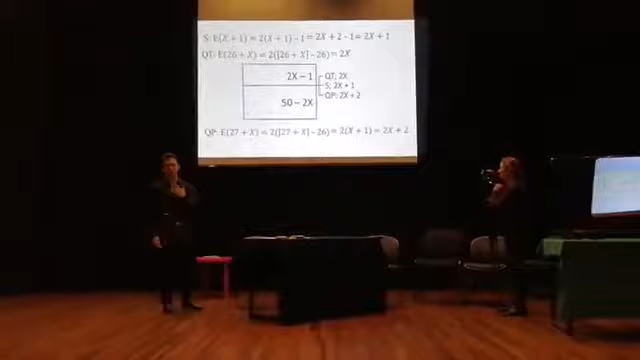 S: E(X + 1) = 2(X + 1) - 1 = 2X + 2 - 1 = 2X + 1
QT: E(26 + X) = 2([26 + X] - 26) = 2X
2X - 1
QT; 2X
S; 2X + 1
QP; 2X + 2
50 - 2X
QP: E(27 + X) = 2([27 + X] - 26) = 2(X + 1) = 2X + 2